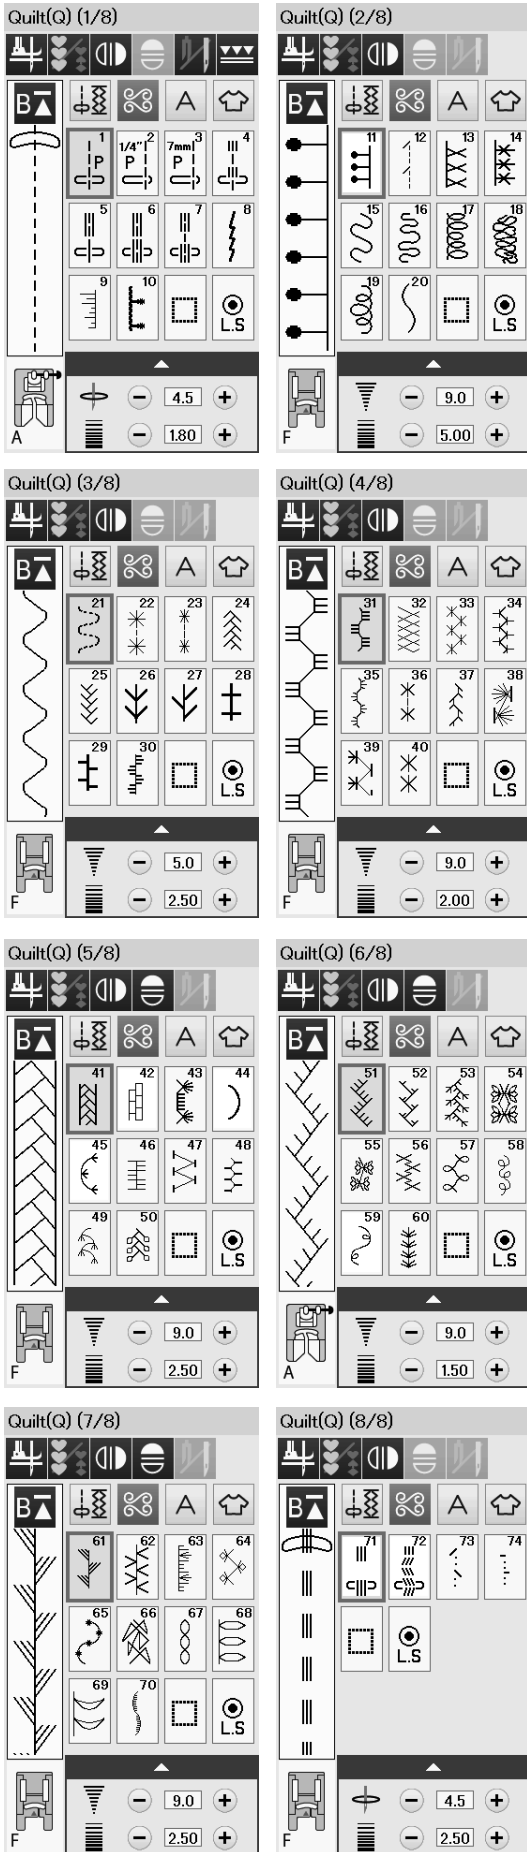 Quilt(Q) (1/8)
B A
1 2 3 4
P 1/4" P 7mm P
5 6 7 8
9 10 L.S
A 4.5
1.80
Quilt(Q) (2/8)
B A
11 12 13 14
15 16 17 18
19 20 L.S
F 9.0
5.00
Quilt(Q) (3/8)
B A
21 22 23 24
25 26 27 28
29 30 L.S
F 5.0
2.50
Quilt(Q) (4/8)
B A
31 32 33 34
35 36 37 38
39 40 L.S
F 9.0
2.00
Quilt(Q) (5/8)
B A
41 42 43 44
45 46 47 48
49 50 L.S
F 9.0
2.50
Quilt(Q) (6/8)
B A
51 52 53 54
55 56 57 58
59 60 L.S
A 9.0
1.50
Quilt(Q) (7/8)
B A
61 62 63 64
65 66 67 68
69 70 L.S
F 9.0
2.50
Quilt(Q) (8/8)
B A
71 72 73 74
L.S
F 4.5
2.50